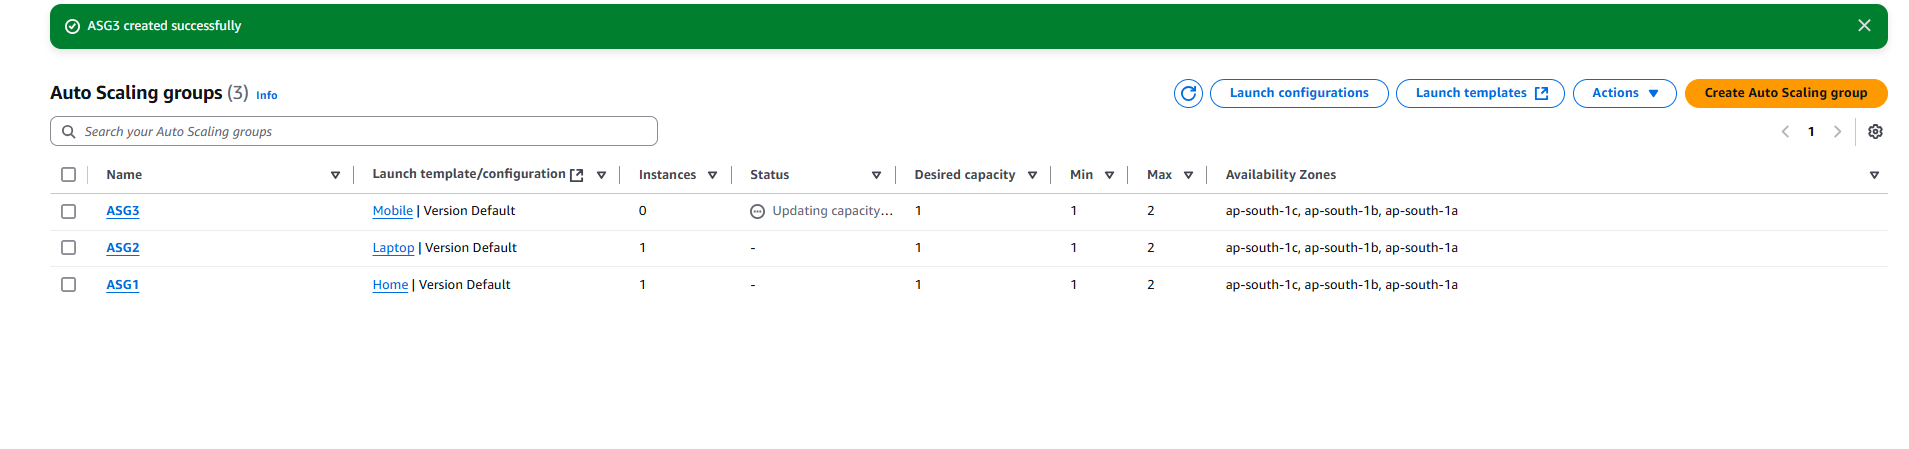 ASG3 created successfully
Auto Scaling groups (3) Info
Launch configurations
Launch templates
Actions
Create Auto Scaling group
Search your Auto Scaling groups
1
Name Launch template/configuration Instances Status Desired capacity Min Max Availability Zones
ASG3 Mobile | Version Default 0 Updating capacity... 1 1 2 ap-south-1c, ap-south-1b, ap-south-1a
ASG2 Laptop | Version Default 1 - 1 1 2 ap-south-1c, ap-south-1b, ap-south-1a
ASG1 Home | Version Default 1 - 1 1 2 ap-south-1c, ap-south-1b, ap-south-1a